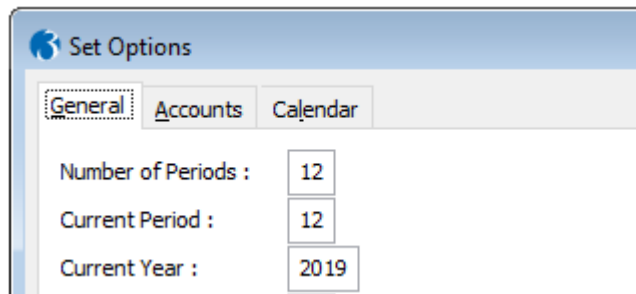 Set Options
General Accounts Calendar
Number of Periods : 12
Current Period : 12
Current Year : 2019